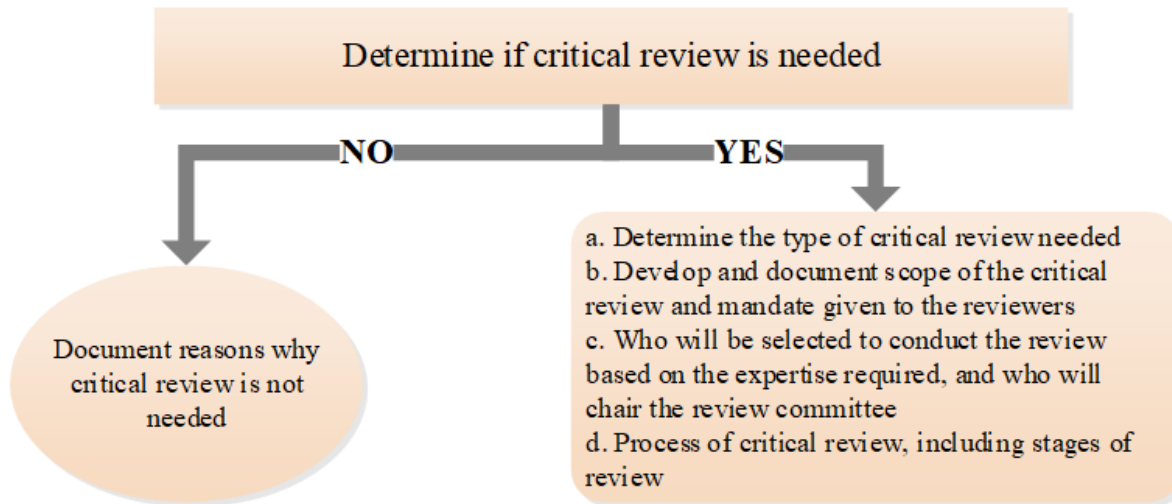 Determine if critical review is needed
NO
YES
Document reasons why
critical review is not
needed
a. Determine the type of critical review needed
b. Develop and document scope of the critical
review and mandate given to the reviewers
c. Who will be selected to conduct the review
based on the expertise required, and who will
chair the review committee
d. Process of critical review, including stages of
review